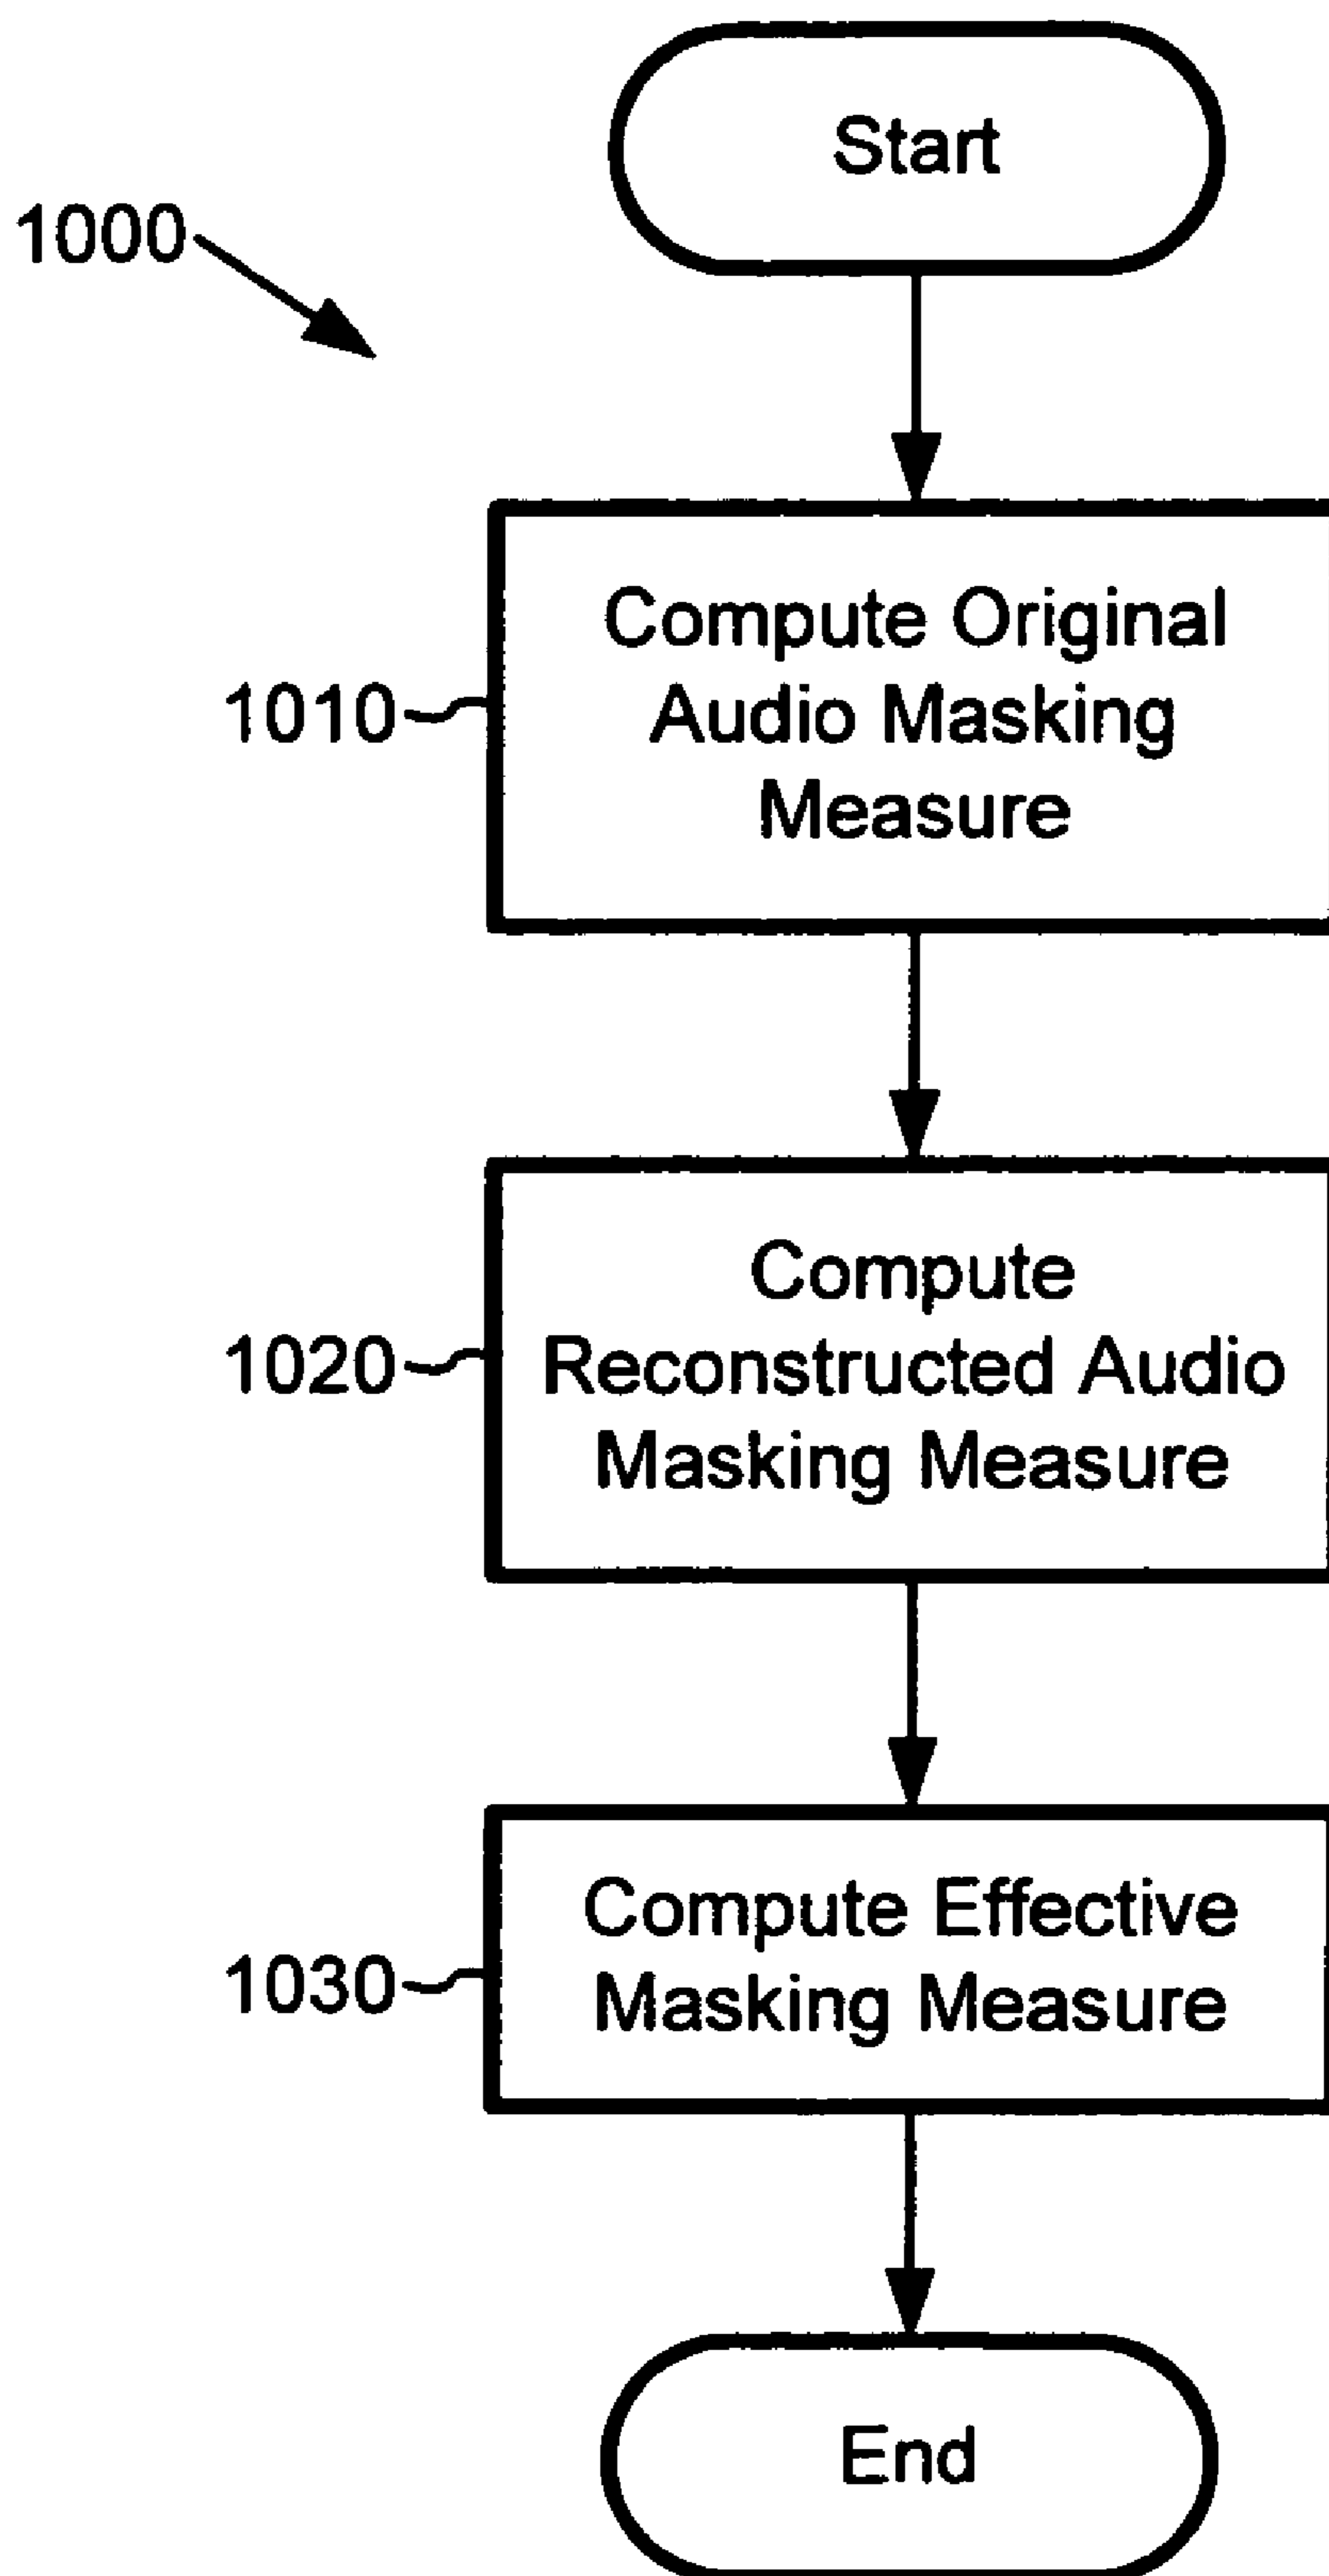 Start
1000
Compute Original
Audio Masking
Measure
1010
Compute
Reconstructed Audio
Masking Measure
1020
Compute Effective
Masking Measure
1030
End